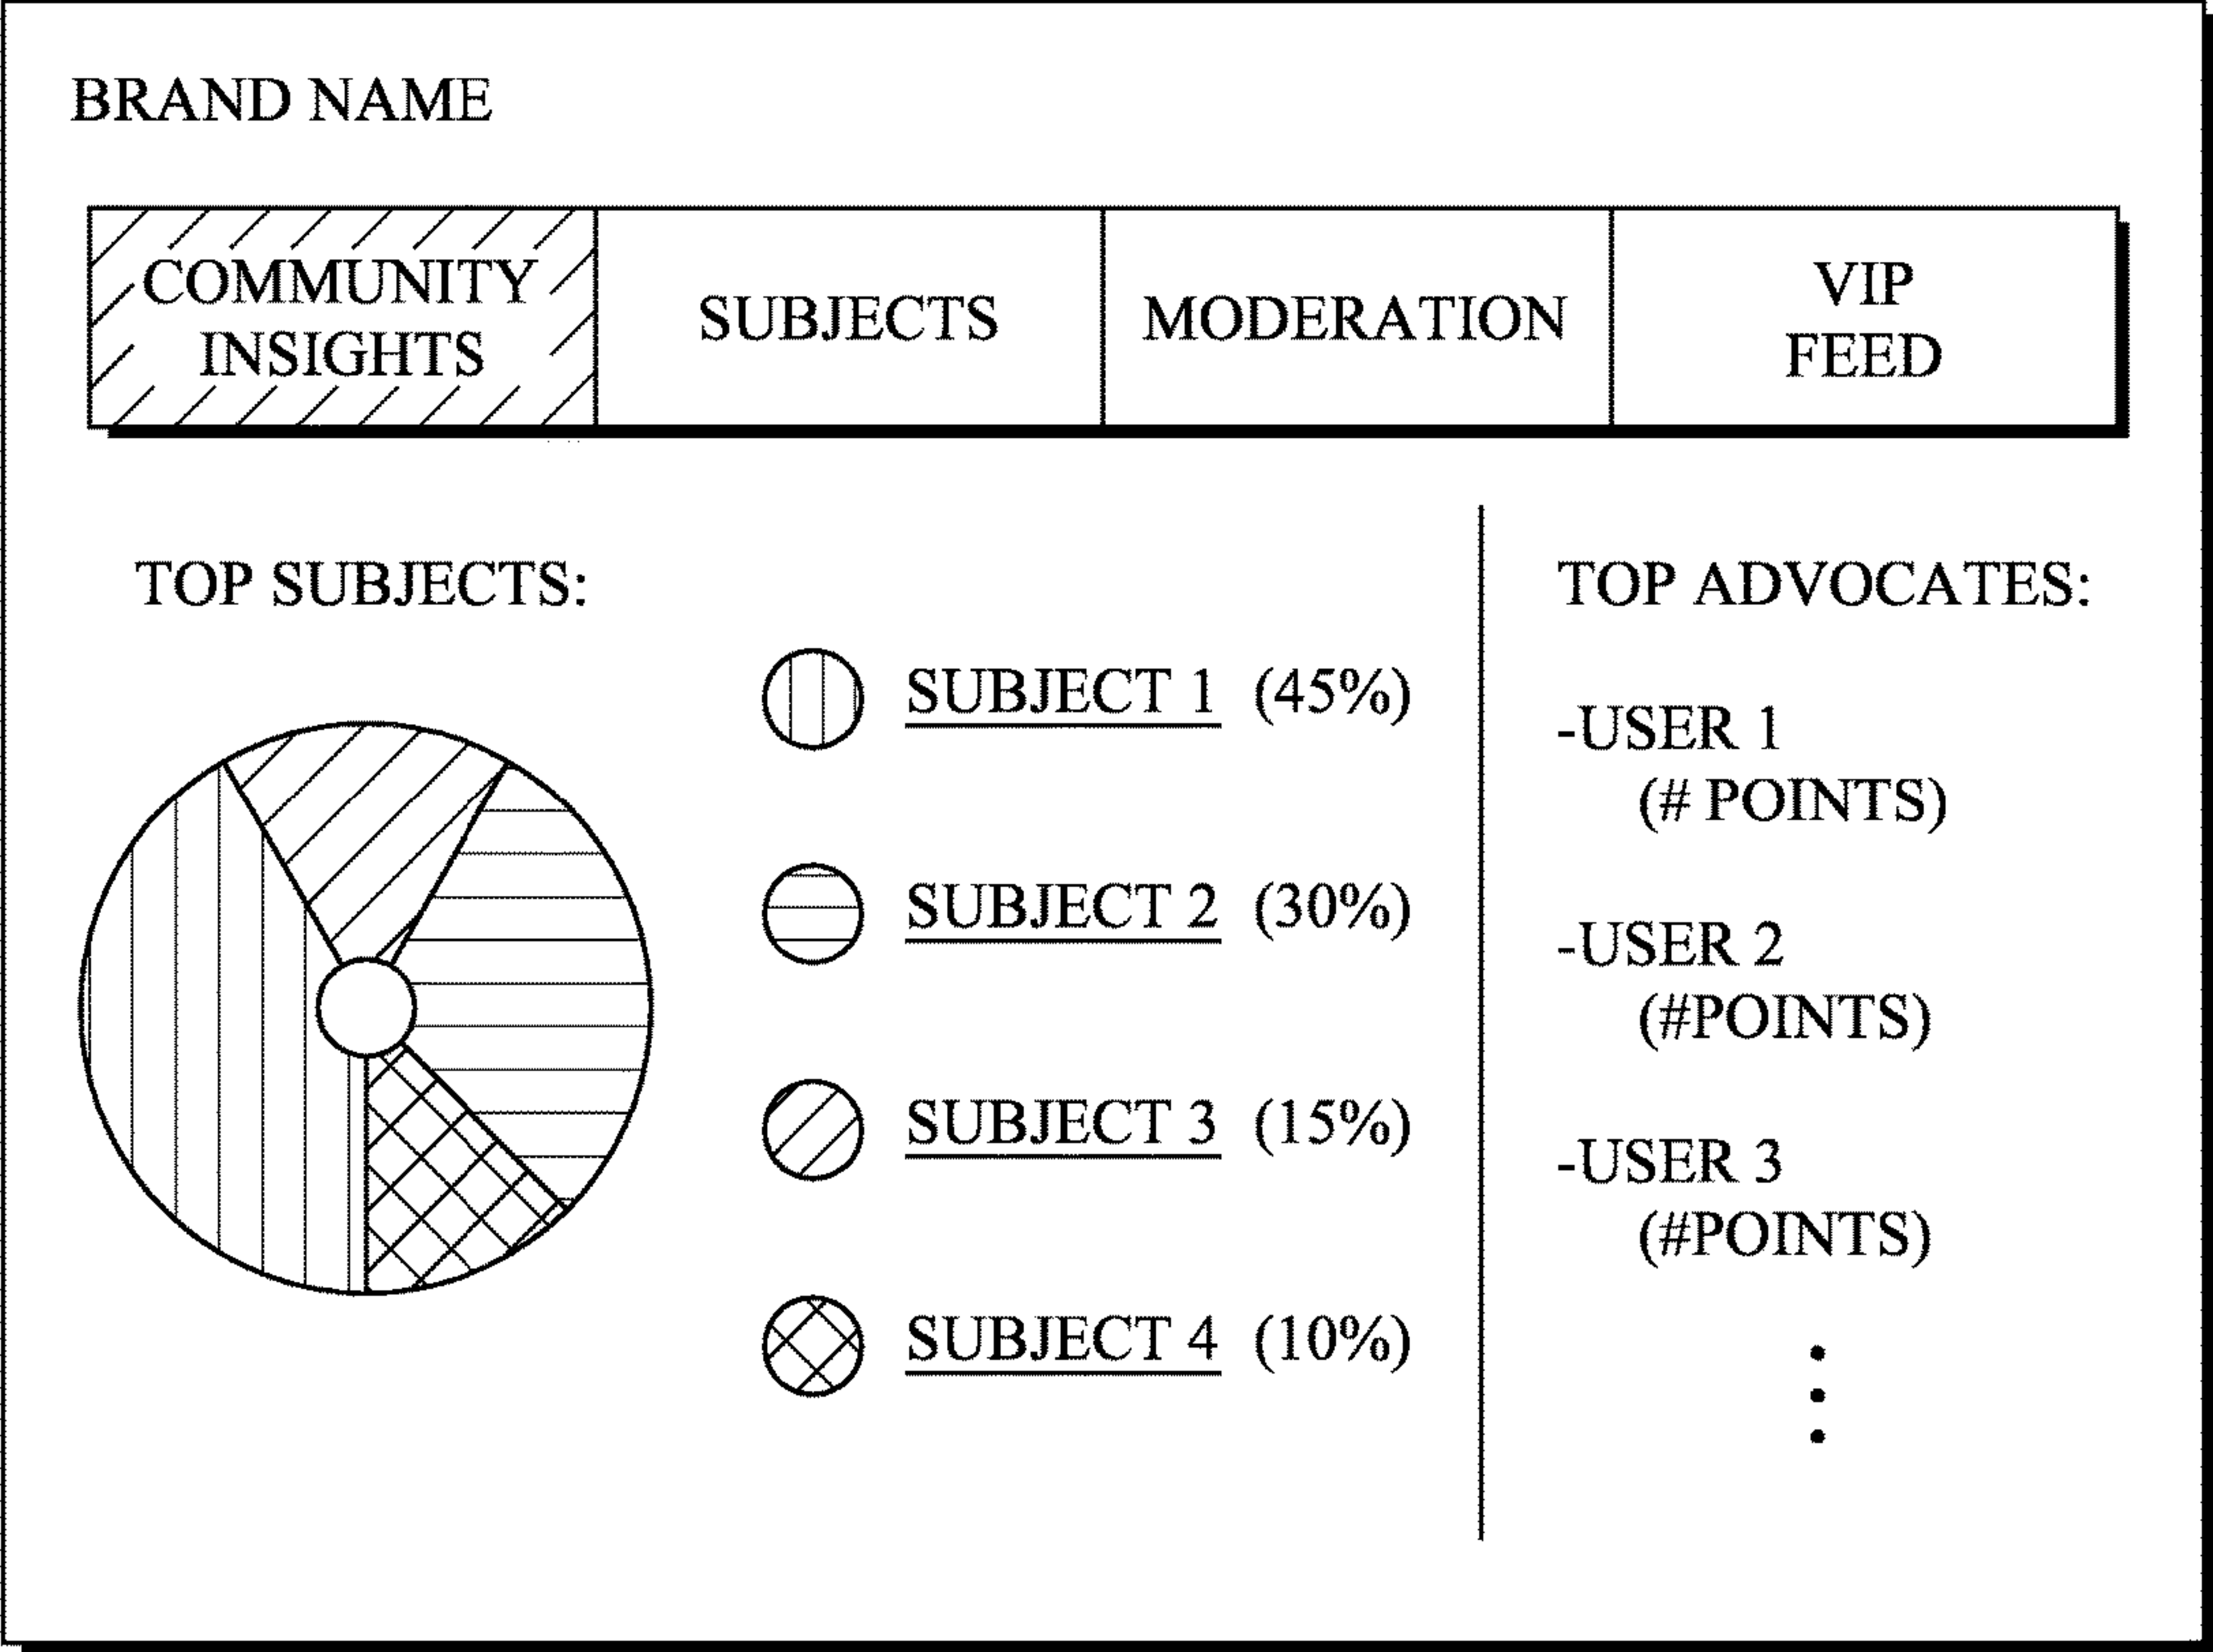 BRAND NAME
COMMUNITY
INSIGHTS
SUBJECTS
MODERATION
VIP
FEED
TOP SUBJECTS:
SUBJECT 1 (45%)
SUBJECT 2 (30%)
SUBJECT 3 (15%)
SUBJECT 4 (10%)
TOP ADVOCATES:
-USER 1
(# POINTS)
-USER 2
(#POINTS)
-USER 3
(#POINTS)